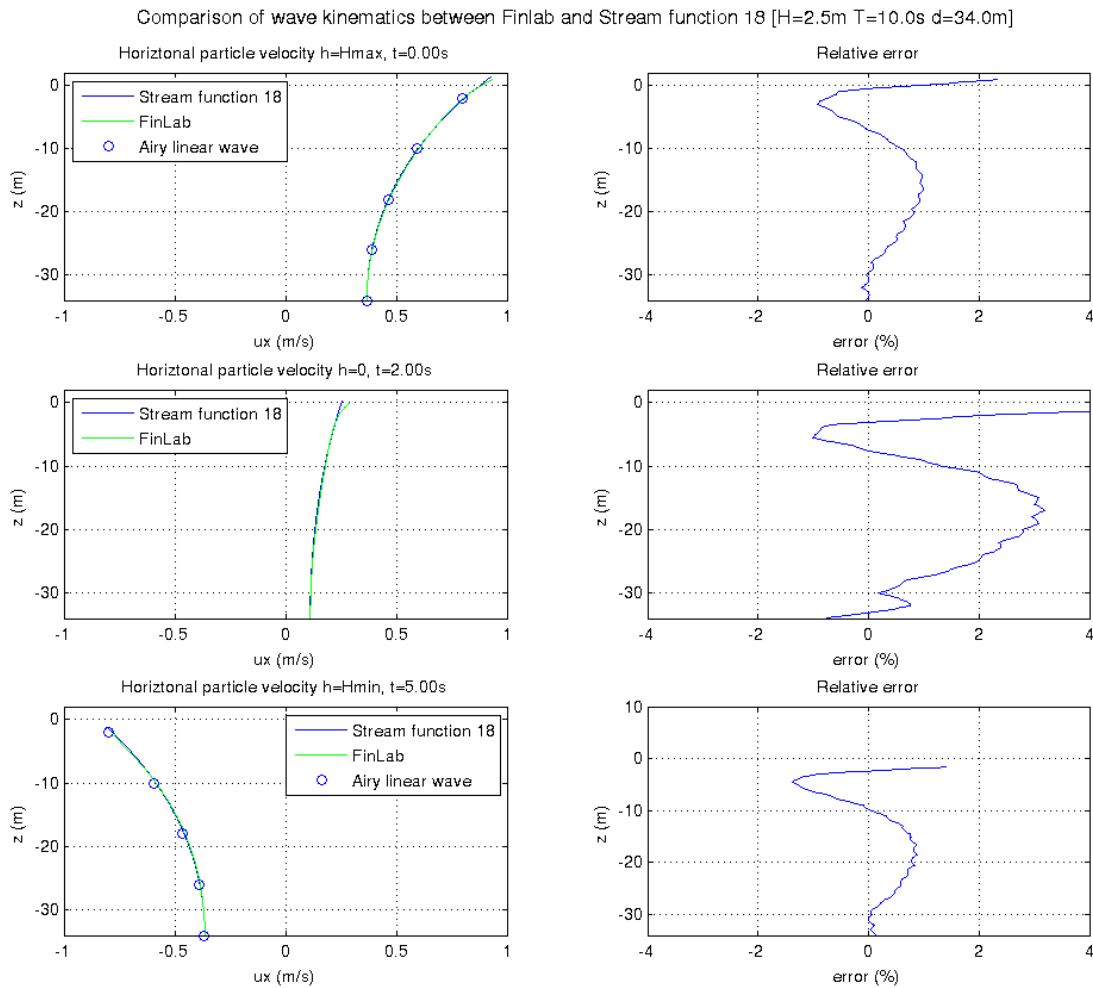 Comparison of wave kinematics between Finlab and Stream function 18 [H=2.5m T=10.0s d=34.0m]
Horiztonal particle velocity h=Hmax, t=0.00s
Stream function 18
FinLab
Airy linear wave
z (m)
0
-10
-20
-30
-1
-0.5
0
0.5
1
ux (m/s)
Relative error
z (m)
0
-10
-20
-30
-4
-2
0
2
4
error (%)
Horiztonal particle velocity h=0, t=2.00s
Stream function 18
FinLab
z (m)
0
-10
-20
-30
-1
-0.5
0
0.5
1
ux (m/s)
Relative error
z (m)
0
-10
-20
-30
-4
-2
0
2
4
error (%)
Horiztonal particle velocity h=Hmin, t=5.00s
Stream function 18
FinLab
Airy linear wave
z (m)
0
-10
-20
-30
-1
-0.5
0
0.5
1
ux (m/s)
Relative error
z (m)
10
0
-10
-20
-30
-4
-2
0
2
4
error (%)